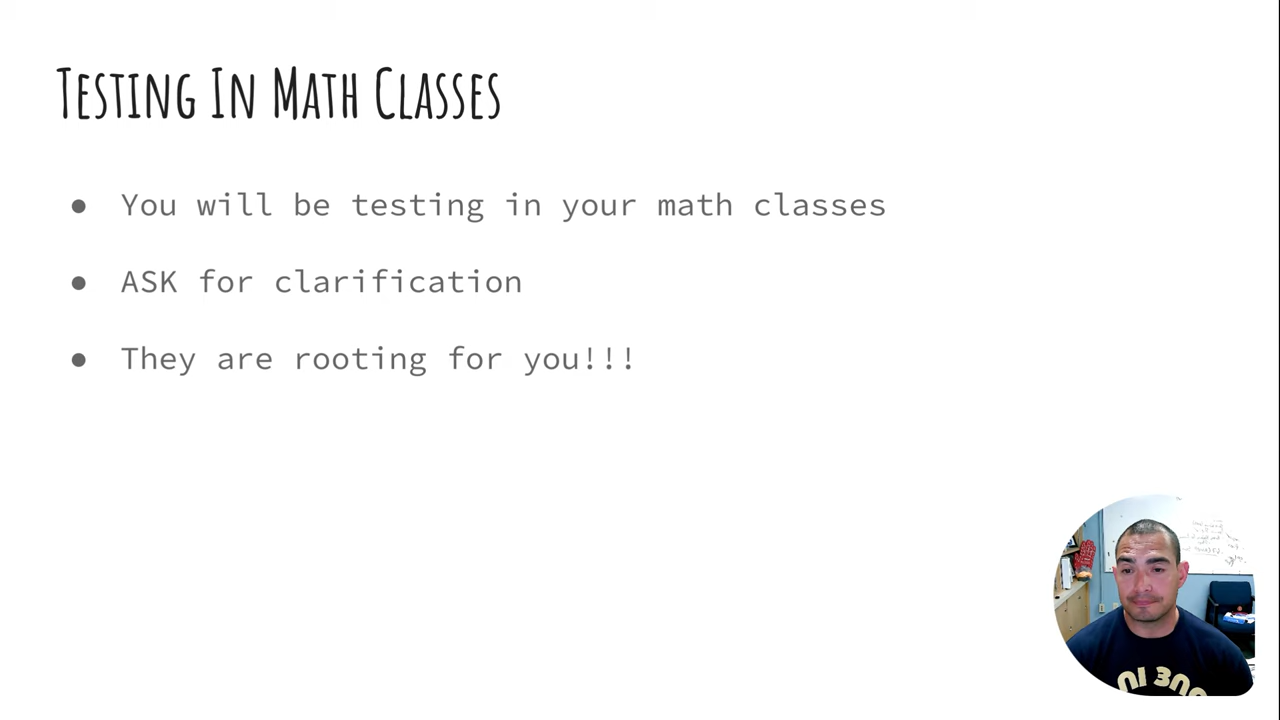 Testing In Math Classes
You will be testing in your math classes
ASK for clarification
They are rooting for you!!!